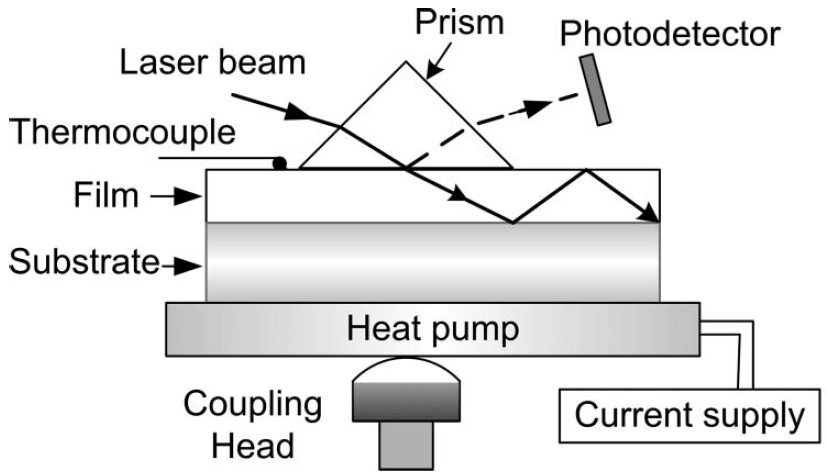 Prism
Photodetector
Laser beam
Thermocouple
Film
Substrate
Heat pump
Coupling
Head
Current supply